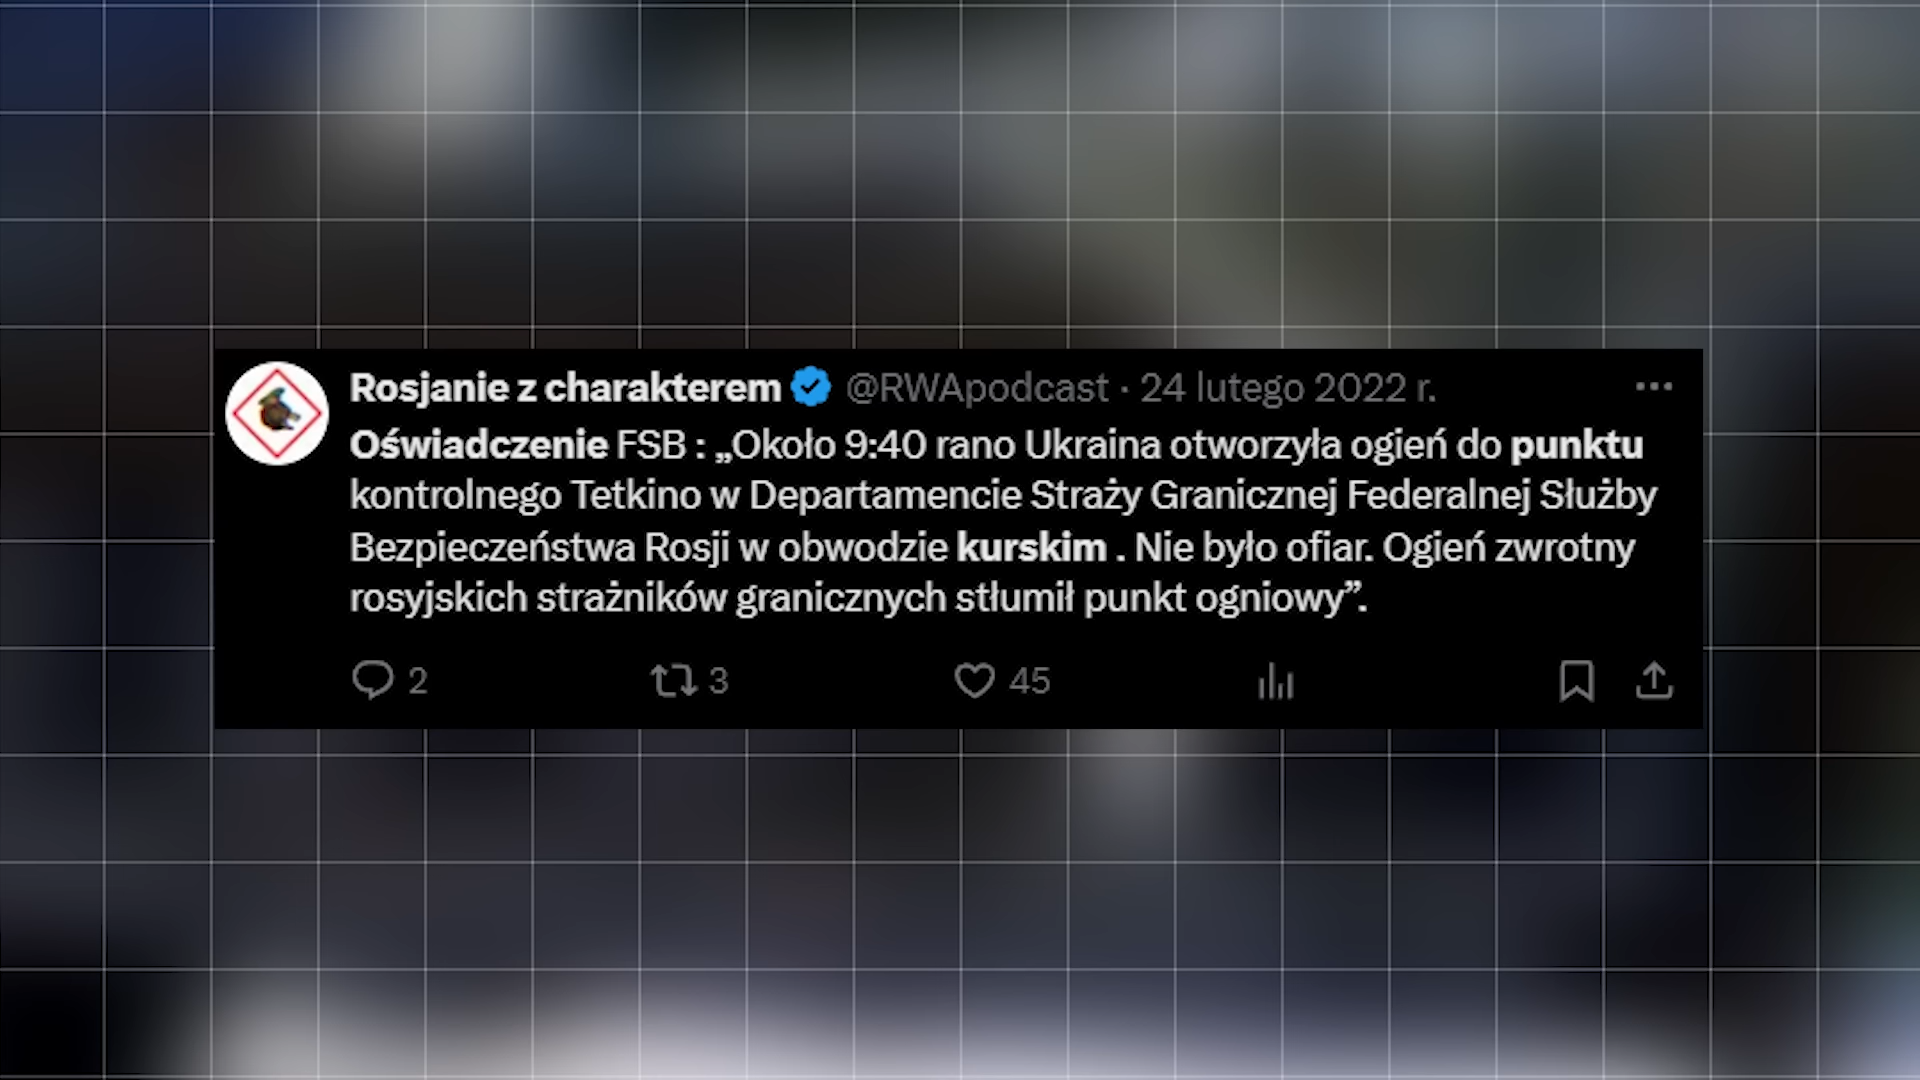 Rosjanie z charakterem @RWApodcast · 24 lutego 2022 r.
Oświadczenie FSB : „Około 9:40 rano Ukraina otworzyła ogień do punktu
kontrolnego Tetkino w Departamencie Straży Granicznej Federalnej Służby
Bezpieczeństwa Rosji w obwodzie kurskim . Nie było ofiar. Ogień zwrotny
rosyjskich strażników granicznych stłumił punkt ogniowy”.
2 3 45